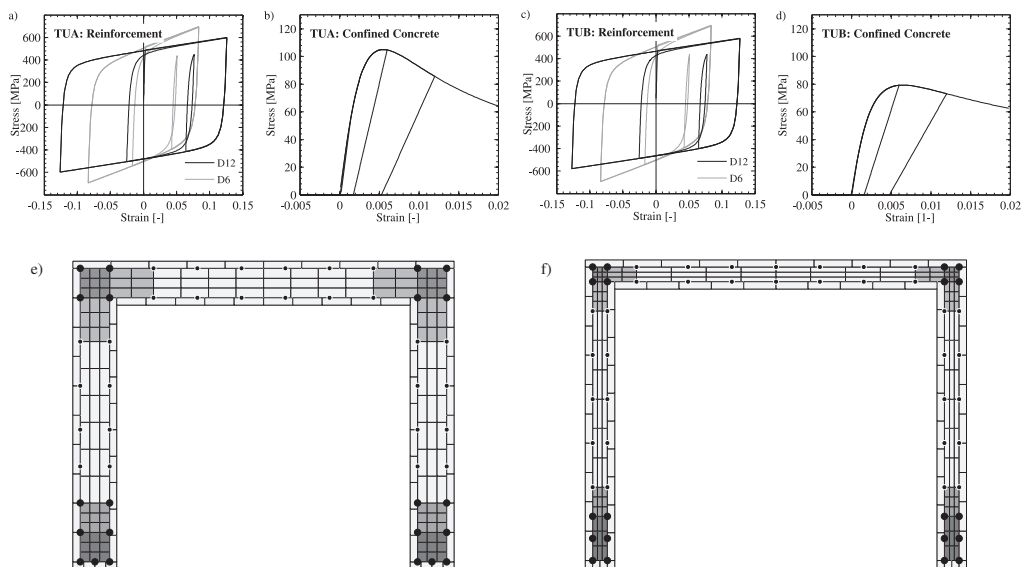 a)
TUA: Reinforcement
Stress [MPa]
600
400
200
0
200
400
600
D12
D6
-0.15
-0.1
-0.05
0
0.05
0.1
0.15
Strain [-]
b)
TUA: Confined Concrete
Stress [MPa]
120
100
80
60
40
20
0
-0.005
0
0.005
0.01
0.015
0.02
Strain [-]
c)
TUB: Reinforcement
Stress [MPa]
600
400
200
0
-200
-400
-600
D12
D6
-0.15
-0.1
-0.05
0
0.05
0.1
0.15
Strain [-]
d)
TUB: Confined Concrete
Stress [MPa]
120
100
80
60
40
20
0
-0.005
0
0.005
0.01
0.015
0.02
Strain [1-]
e)
f)